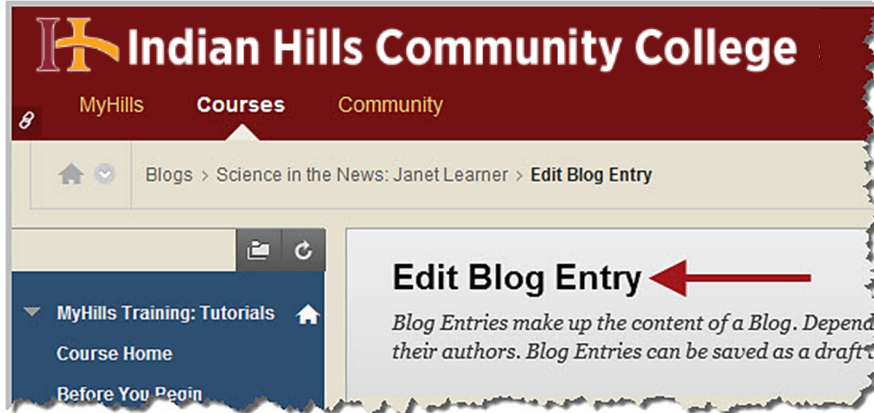 Indian Hills Community College
MyHills Courses Community
Blogs > Science in the News: Janet Learner > Edit Blog Entry
Edit Blog Entry
MyHills Training: Tutorials
Blog Entries make up the content of a Blog. Depend
Course Home
their authors. Blog Entries can be saved as a draft
Before You Begin